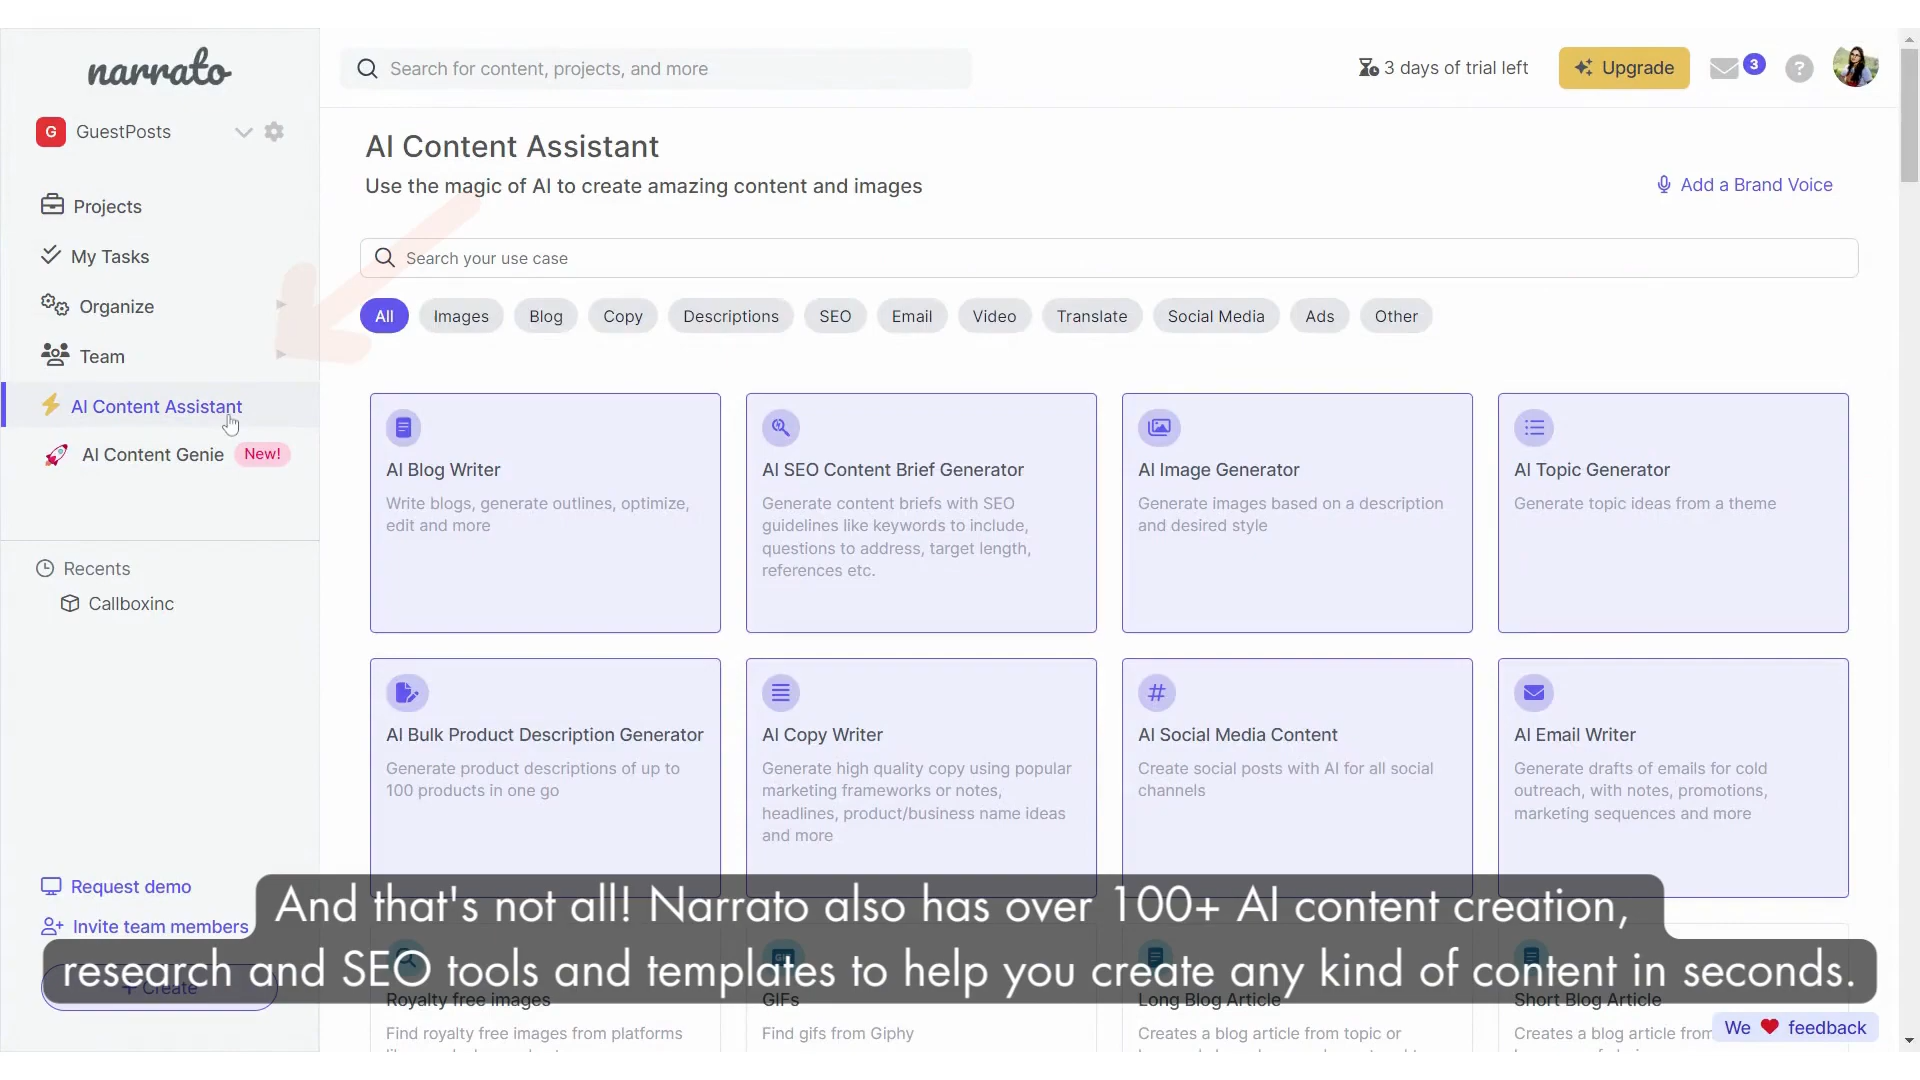 narrato
Search for content, projects, and more
3 days of trial left
Upgrade
3
?
G
GuestPosts
Projects
My Tasks
Organize
Team
AI Content Assistant
AI Content Genie
New!
Recents
Callboxinc
Request demo
Invite team members
+ Create
AI Content Assistant
Use the magic of AI to create amazing content and images
Add a Brand Voice
Search your use case
All
Images
Blog
Copy
Descriptions
SEO
Email
Video
Translate
Social Media
Ads
Other
AI Blog Writer
Write blogs, generate outlines, optimize,
edit and more
AI SEO Content Brief Generator
Generate content briefs with SEO
guidelines like keywords to include,
questions to address, target length,
references etc.
AI Image Generator
Generate images based on a description
and desired style
AI Topic Generator
Generate topic ideas from a theme
AI Bulk Product Description Generator
Generate product descriptions of up to
100 products in one go
AI Copy Writer
Generate high quality copy using popular
marketing frameworks or notes,
headlines, product/business name ideas
and more
AI Social Media Content
Create social posts with AI for all social
channels
AI Email Writer
Generate drafts of emails for cold
outreach, with notes, promotions,
marketing sequences and more
And that's not all! Narrato also has over 100+ AI content creation,
research and SEO tools and templates to help you create any kind of content in seconds.
Royalty free images
Find royalty free images from platforms
GIFs
Find gifs from Giphy
Long Blog Article
Creates a blog article from topic or
Short Blog Article
Creates a blog article from
We ❤ feedback